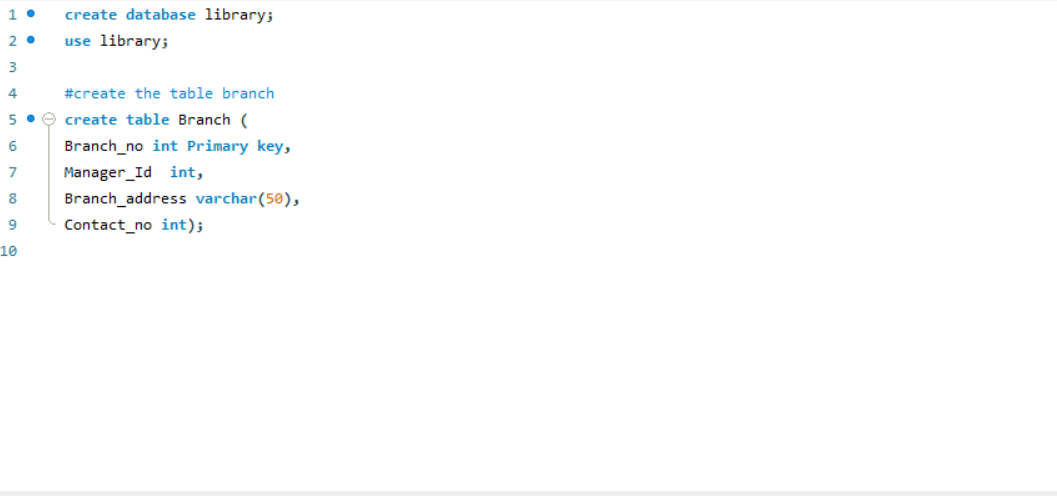 1 create database library;
2 use library;
3
4 #create the table branch
5 create table Branch (
6 Branch_no int Primary key,
7 Manager_Id  int,
8 Branch_address varchar(50),
9 Contact_no int);
10